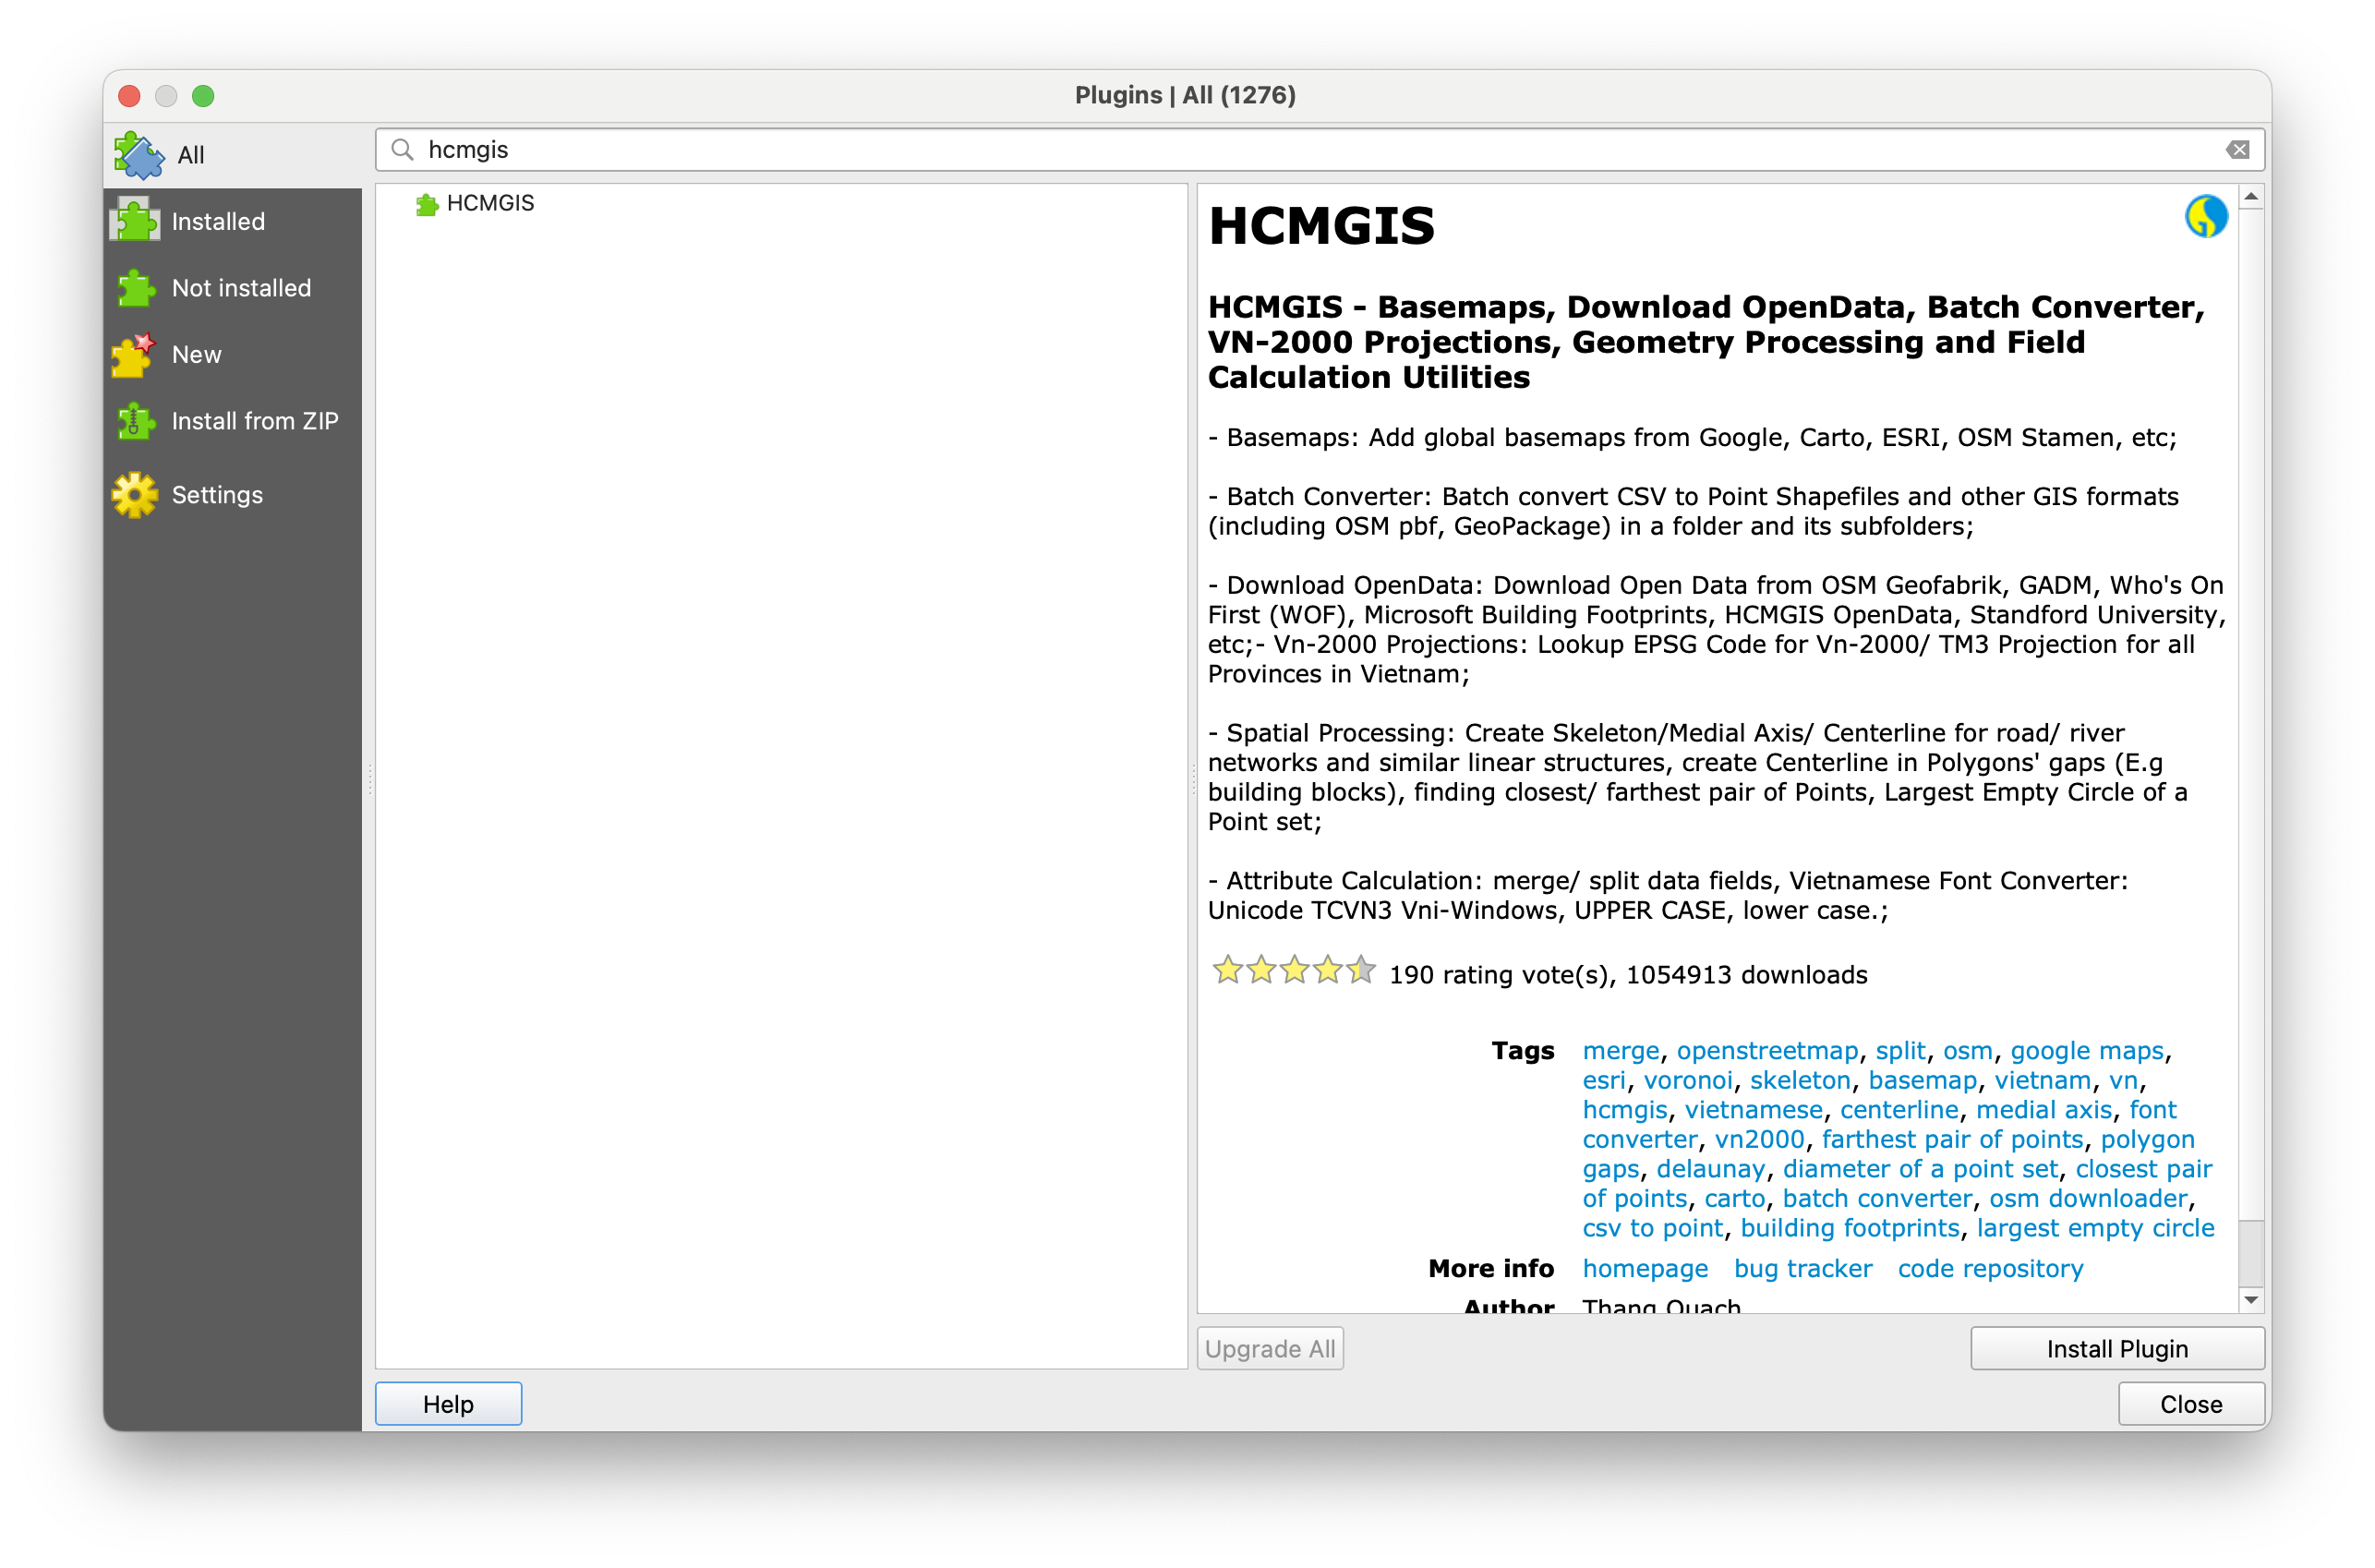 Plugins | All (1276)
All
hcmgis
Installed
Not installed
New
Install from ZIP
Settings
HCMGIS
HCMGIS
HCMGIS - Basemaps, Download OpenData, Batch Converter,
VN-2000 Projections, Geometry Processing and Field
Calculation Utilities
- Basemaps: Add global basemaps from Google, Carto, ESRI, OSM Stamen, etc;
- Batch Converter: Batch convert CSV to Point Shapefiles and other GIS formats
(including OSM pbf, GeoPackage) in a folder and its subfolders;
- Download OpenData: Download Open Data from OSM Geofabrik, GADM, Who's On
First (WOF), Microsoft Building Footprints, HCMGIS OpenData, Standford University,
etc;- Vn-2000 Projections: Lookup EPSG Code for Vn-2000/ TM3 Projection for all
Provinces in Vietnam;
- Spatial Processing: Create Skeleton/Medial Axis/ Centerline for road/ river
networks and similar linear structures, create Centerline in Polygons' gaps (E.g
building blocks), finding closest/ farthest pair of Points, Largest Empty Circle of a
Point set;
- Attribute Calculation: merge/ split data fields, Vietnamese Font Converter:
Unicode TCVN3 Vni-Windows, UPPER CASE, lower case.;
190 rating vote(s), 1054913 downloads
Tags merge, openstreetmap, split, osm, google maps,
esri, voronoi, skeleton, basemap, vietnam, vn,
hcmgis, vietnamese, centerline, medial axis, font
converter, vn2000, farthest pair of points, polygon
gaps, delaunay, diameter of a point set, closest pair
of points, carto, batch converter, osm downloader,
csv to point, building footprints, largest empty circle
More info homepage bug tracker code repository
Author Thang Quach
Upgrade All
Install Plugin
Help
Close